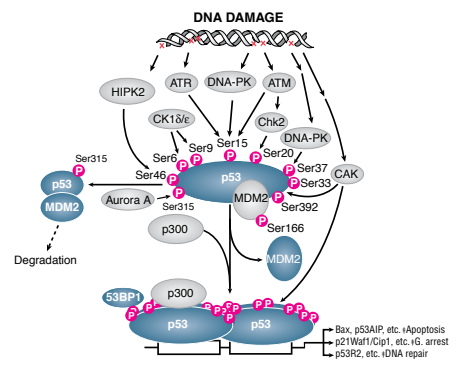 DNA DAMAGE
HIPK2
ATR
DNA-PK
ATM
CK1δ/ε
Chk2
DNA-PK
Ser315
Ser6
Ser9
Ser15
Ser20
Ser46
Ser37
Ser33
CAK
P
P
P
P
P
P
P
P
P
P
p53
p53
MDM2
MDM2
Aurora A
Ser315
Ser392
P
p300
Ser166
Degradation
MDM2
53BP1
p300
P
P
P
P
P
P
P
P
P
P
P
P
p53
p53
Bax, p53AIP, etc.+Apoptosis
p21Waf1/Cip1, etc.+G. arrest
p53R2, etc.+DNA repair